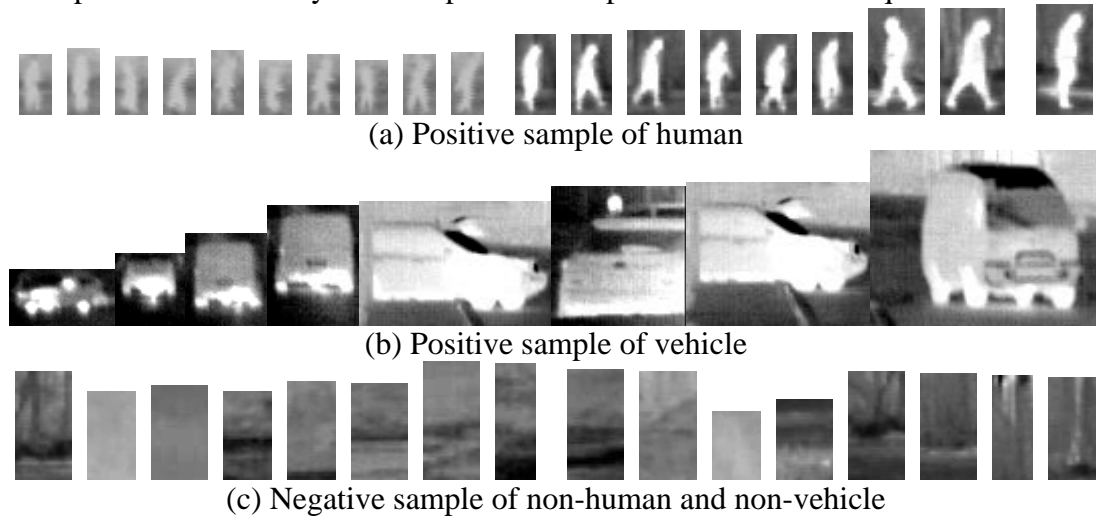 (a) Positive sample of human
(b) Positive sample of vehicle
(c) Negative sample of non-human and non-vehicle